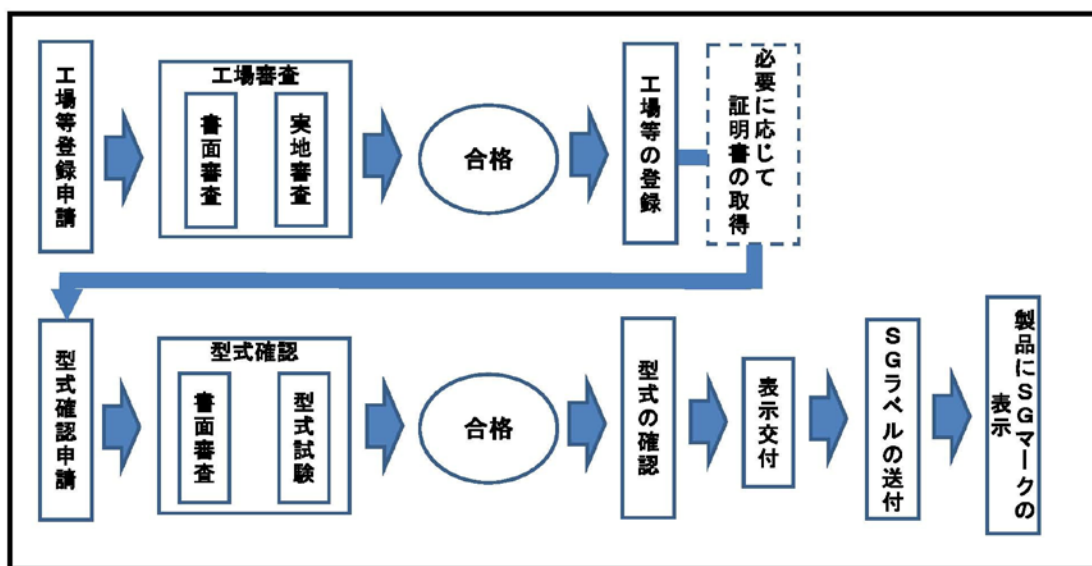 工場等登録申請
工場審査
書面審査
実地審査
合格
工場等の登録
必要に応じて
証明書の取得
型式確認申請
型式確認
書面審査
型式試験
合格
型式の確認
表示交付
SGラベルの送付
製品にSGマークの
表示